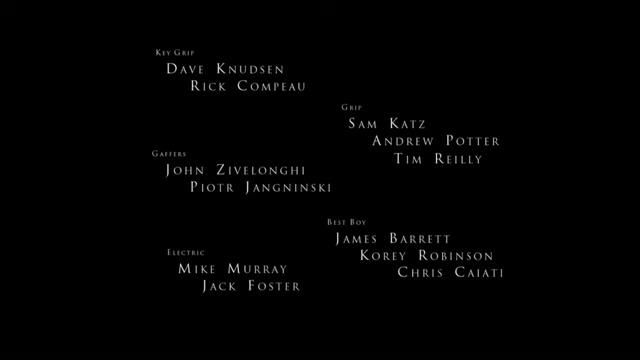 Key Grip
Dave Knudsen
Rick Compeau
Grip
Sam Katz
Andrew Potter
Tim Reilly
Gaffers
John Zivelonghi
Piotr Jangninski
Best Boy
James Barrett
Korey Robinson
Chris Caiati
Electric
Mike Murray
Jack Foster